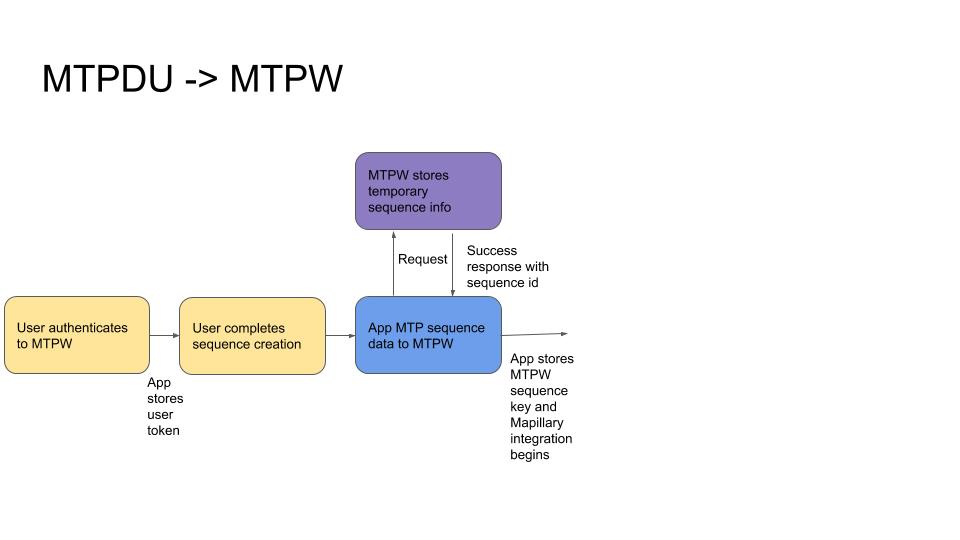 MTPDU -> MTPW
MTPW stores
temporary
sequence info
Request
Success
response with
sequence id
User authenticates
to MTPW
User completes
sequence creation
App MTP sequence
data to MTPW
App
stores
user
token
App stores
MTPW
sequence
key and
Mapillary
integration
begins